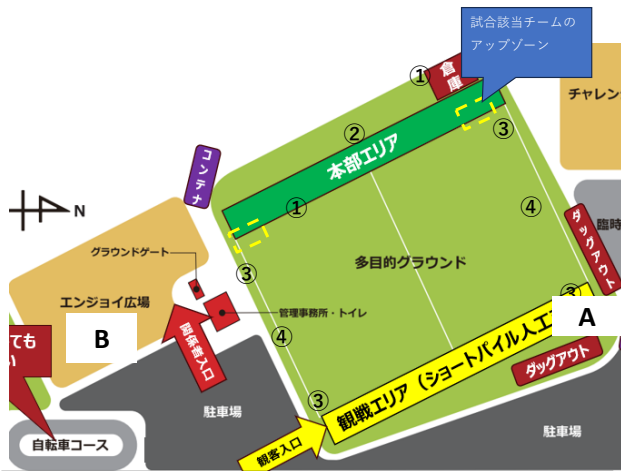 試合該当チームの
アップゾーン
①
倉庫
チャレン
②
③
本部エリア
コンテナ
①
N
④
ダッグアウト
臨時
グラウンドゲート
多目的グラウンド
③
エンジョイ広場
③
管理事務所・トイレ
A
B
関係者入口
④
ても
い
ダッグアウト
③
観戦エリア（ショートパイル人工
駐車場
観客入口
駐車場
自転車コース